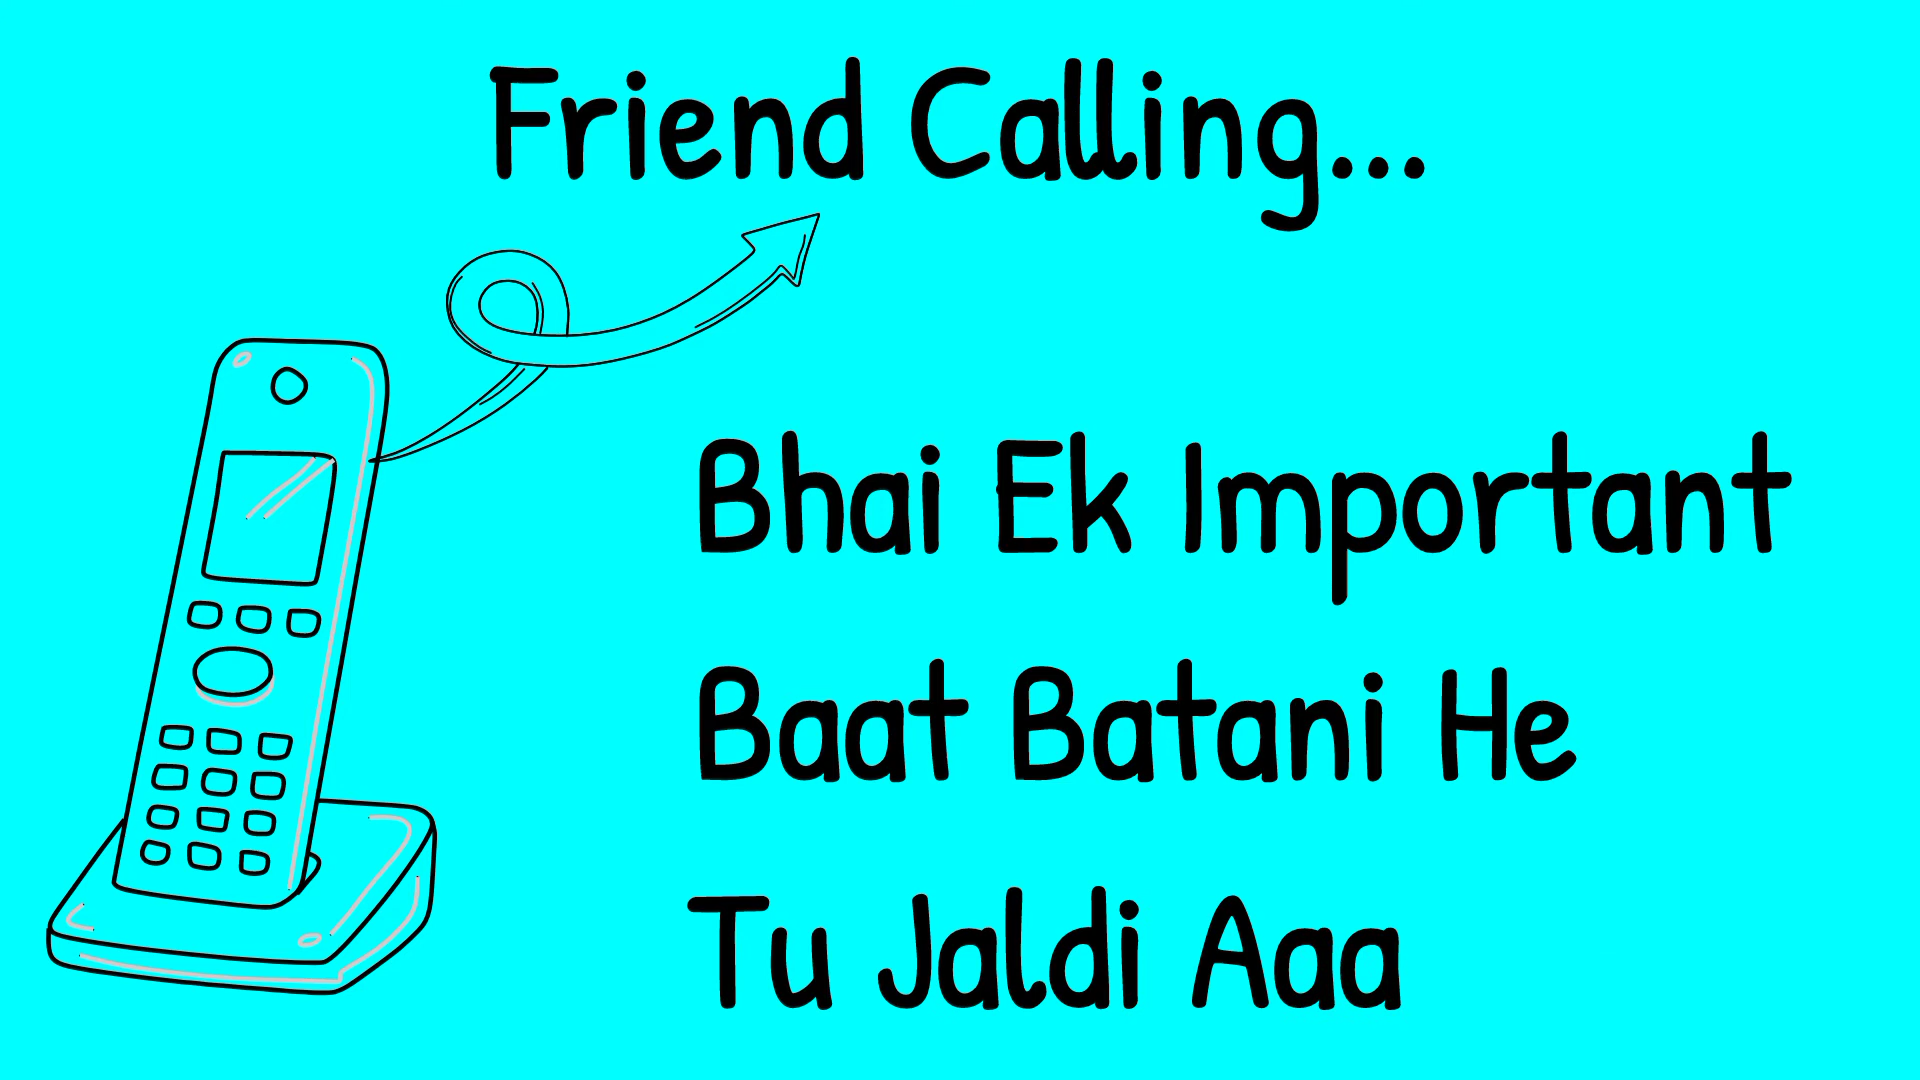 Friend Calling...
Bhai Ek Important
Baat Batani He
Tu Jaldi Aaa